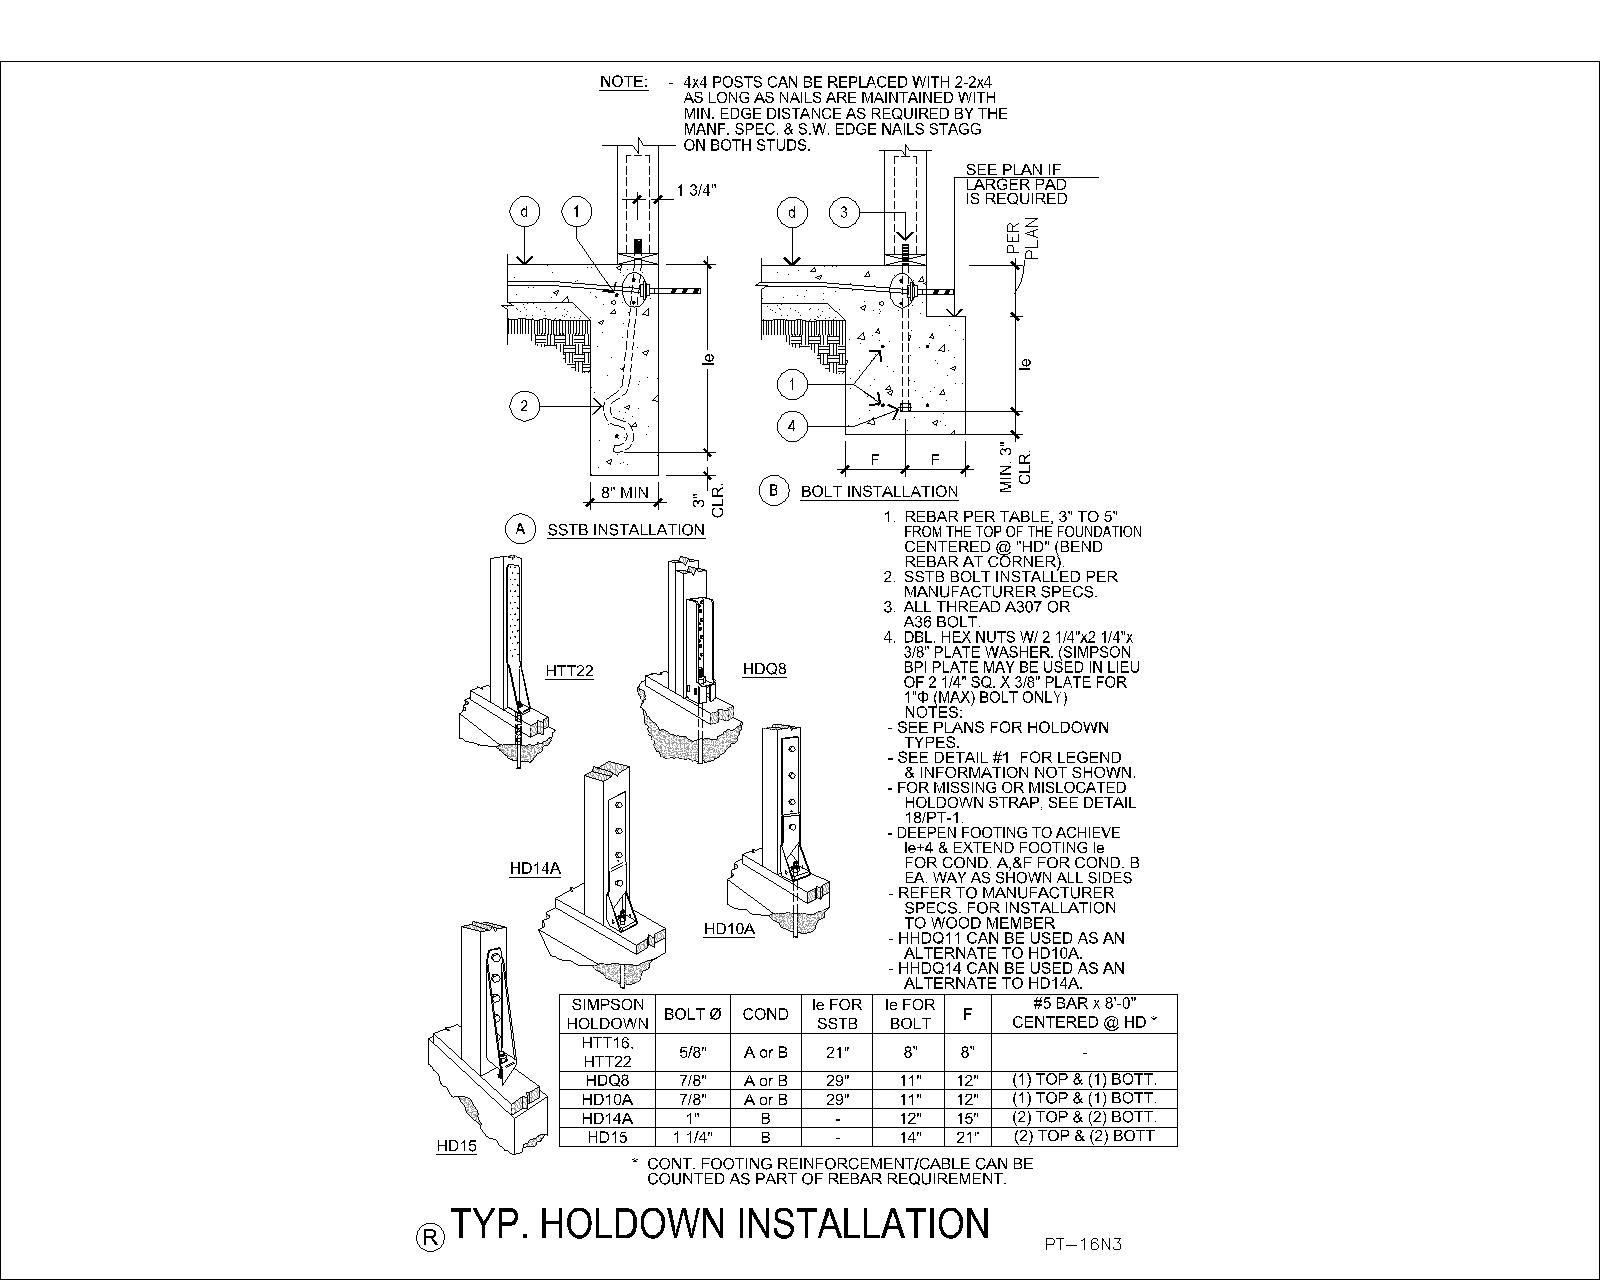 NOTE: - 4x4 POSTS CAN BE REPLACED WITH 2-2x4
AS LONG AS NAILS ARE MAINTAINED WITH
MIN. EDGE DISTANCE AS REQUIRED BY THE
MANF. SPEC. & S.W. EDGE NAILS STAGG
ON BOTH STUDS.
1 3/4"
d
1
2
le
8" MIN
3"
CLR.
A SSTB INSTALLATION
SEE PLAN IF
LARGER PAD
IS REQUIRED
d
3
PER
PLAN
le
1
4
F
F
MIN. 3"
CLR.
B BOLT INSTALLATION
1. REBAR PER TABLE, 3" TO 5"
FROM THE TOP OF THE FOUNDATION
CENTERED @ "HD" (BEND
REBAR AT CORNER).
2. SSTB BOLT INSTALLED PER
MANUFACTURER SPECS.
3. ALL THREAD A307 OR
A36 BOLT.
4. DBL. HEX NUTS W/ 2 1/4"x2 1/4"x
3/8" PLATE WASHER. (SIMPSON
BPI PLATE MAY BE USED IN LIEU
OF 2 1/4" SQ. X 3/8" PLATE FOR
1"Φ (MAX) BOLT ONLY)
NOTES:
- SEE PLANS FOR HOLDOWN
TYPES.
- SEE DETAIL #1 FOR LEGEND
& INFORMATION NOT SHOWN.
- FOR MISSING OR MISLOCATED
HOLDOWN STRAP, SEE DETAIL
18/PT-1.
- DEEPEN FOOTING TO ACHIEVE
le+4 & EXTEND FOOTING le
FOR COND. A,&F FOR COND. B
EA. WAY AS SHOWN ALL SIDES
- REFER TO MANUFACTURER
SPECS. FOR INSTALLATION
TO WOOD MEMBER
- HHDQ11 CAN BE USED AS AN
ALTERNATE TO HD10A.
- HHDQ14 CAN BE USED AS AN
ALTERNATE TO HD14A.
HTT22
HDQ8
HD14A
HD10A
HD15
SIMPSON HOLDOWN BOLT Ø COND le FOR SSTB le FOR BOLT F #5 BAR x 8'-0" CENTERED @ HD *
HTT16, HTT22 5/8" A or B 21" 8" 8" -
HDQ8 7/8" A or B 29" 11" 12" (1) TOP & (1) BOTT.
HD10A 7/8" A or B 29" 11" 12" (1) TOP & (1) BOTT.
HD14A 1" B - 12" 15" (2) TOP & (2) BOTT.
HD15 1 1/4" B - 14" 21" (2) TOP & (2) BOTT
* CONT. FOOTING REINFORCEMENT/CABLE CAN BE
COUNTED AS PART OF REBAR REQUIREMENT.
R TYP. HOLDOWN INSTALLATION
PT-16N3